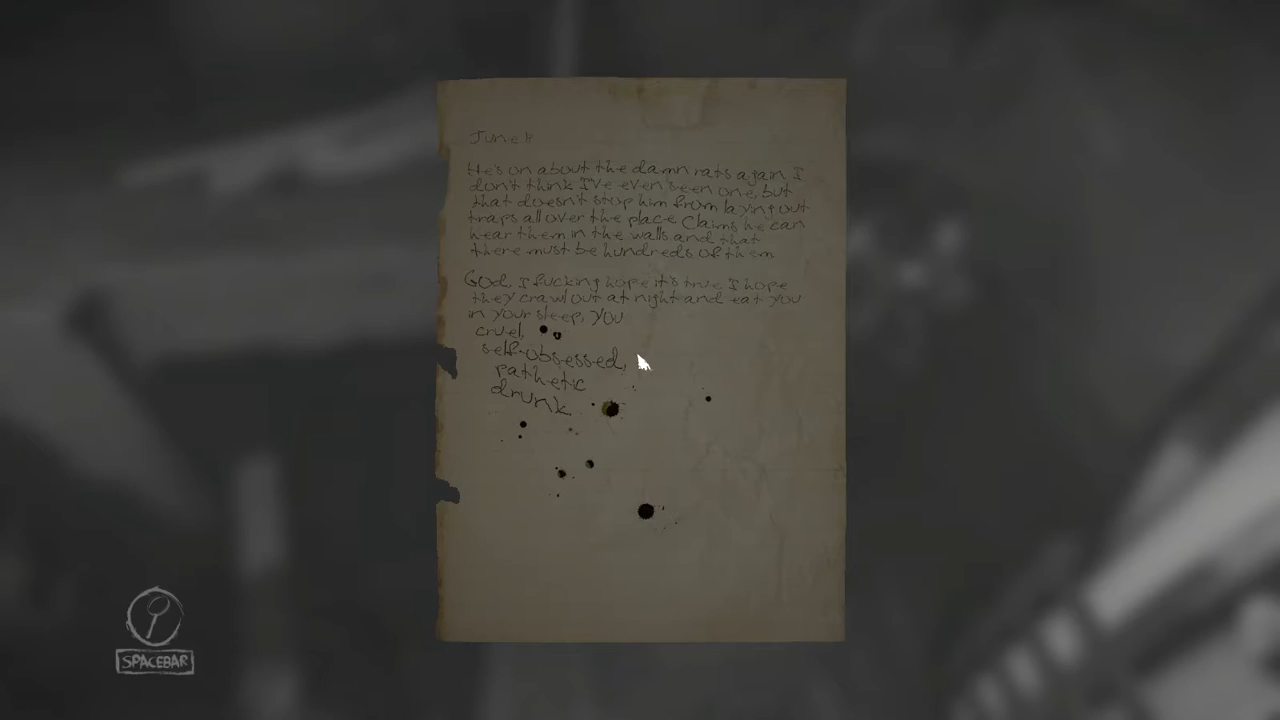 June 18
He's on about the damn rats again I
don't think I've even seen one, but
that doesn't stop him from laying out
traps all over the place Claims he can
hear them in the walls and that
there must be hundreds of them
God, I fucking hope it's true I hope
they crawl out at night and eat you
in your sleep, you
cruel,
self-obsessed,
pathetic
drunk
SPACEBAR